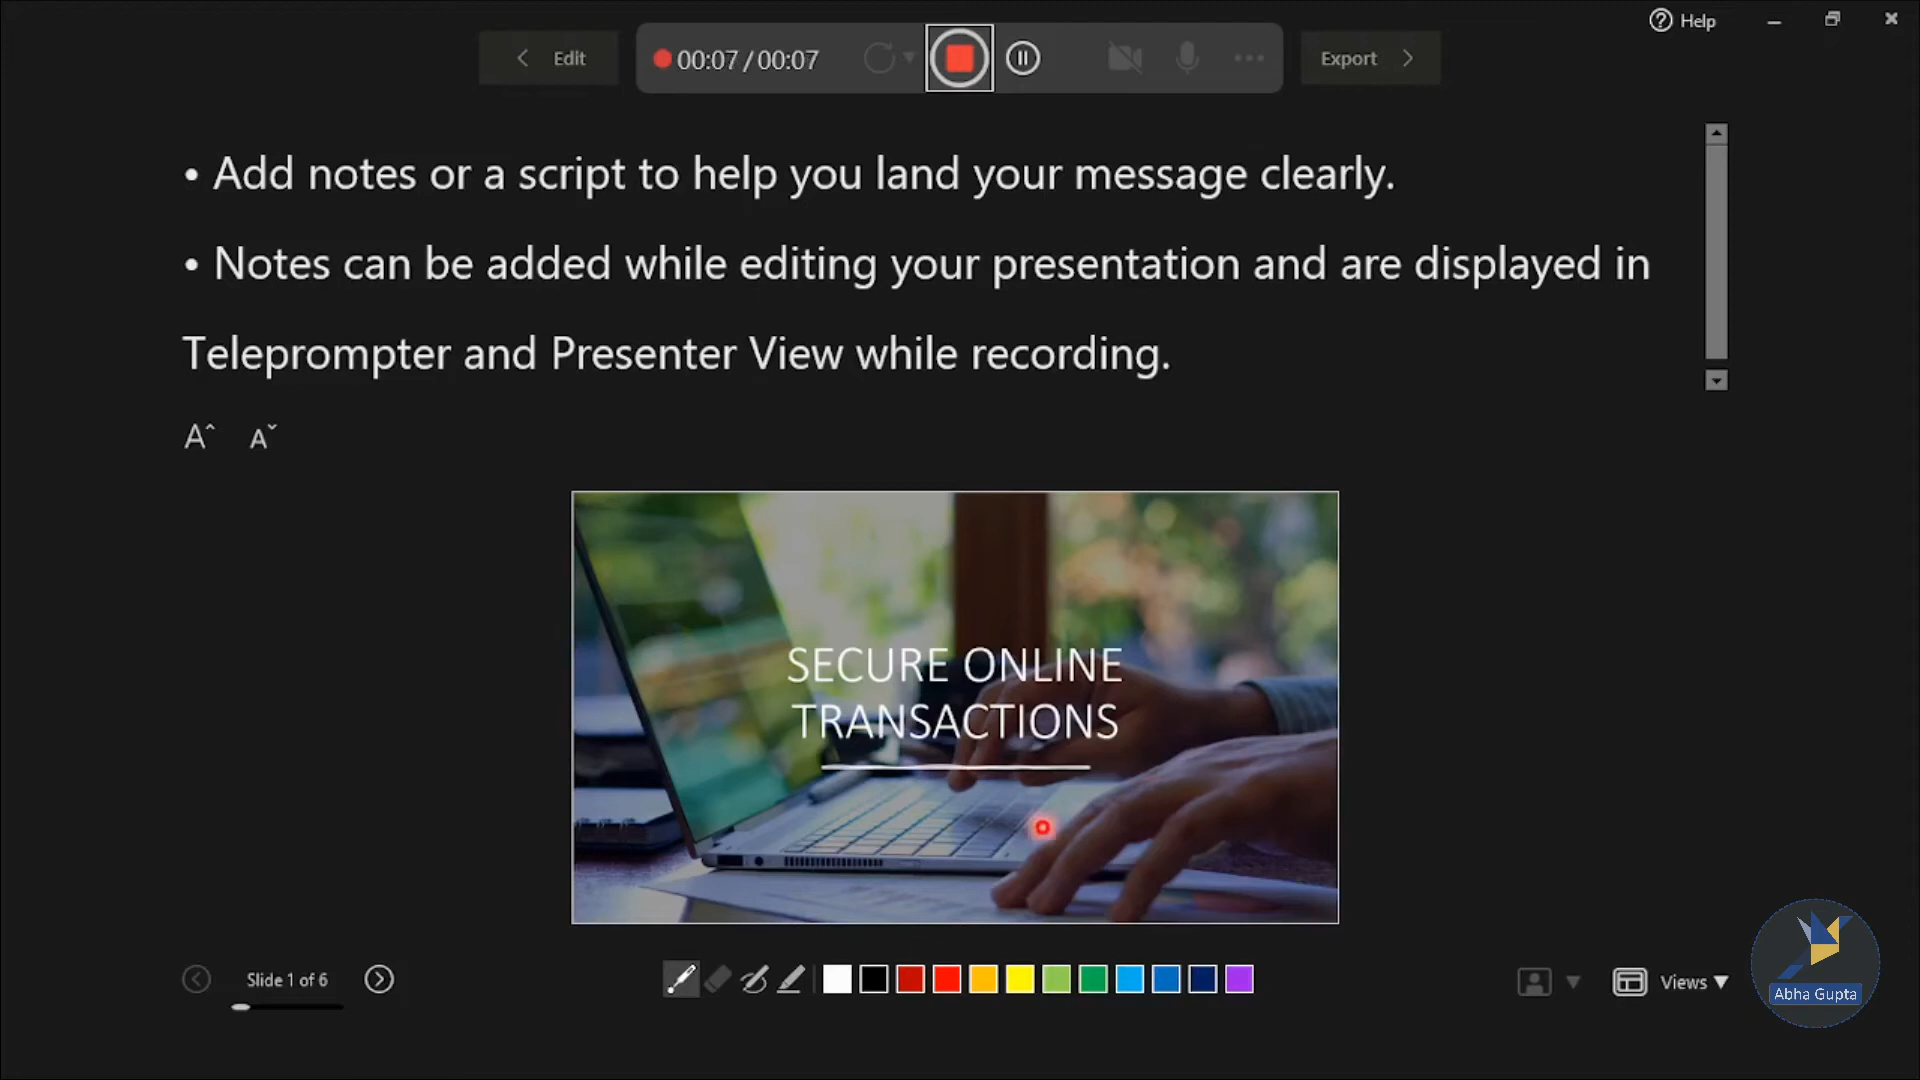 Help
Edit
00:07 / 00:07
Export
• Add notes or a script to help you land your message clearly.
• Notes can be added while editing your presentation and are displayed in
Teleprompter and Presenter View while recording.
A A
SECURE ONLINE
TRANSACTIONS
Slide 1 of 6
Views
Abha Gupta